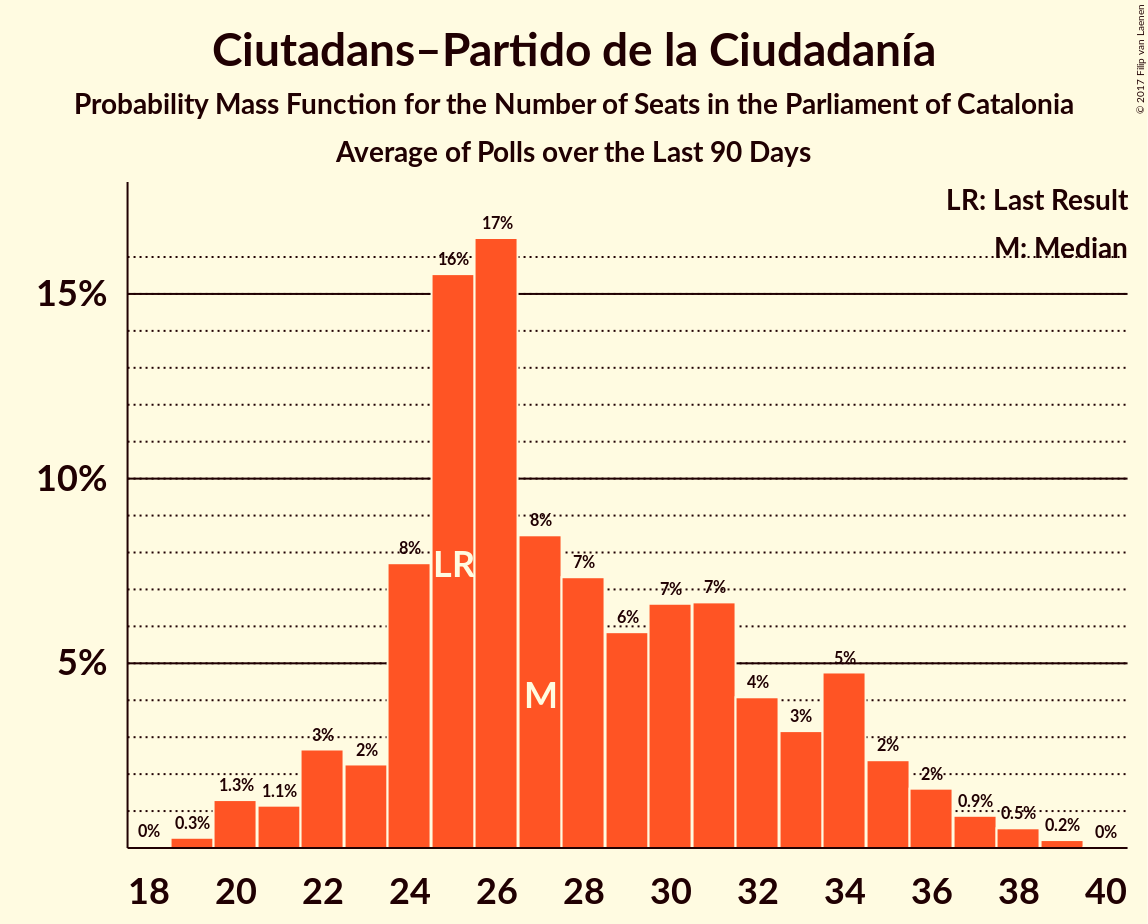 Ciutadans–Partido de la Ciudadanía
Probability Mass Function for the Number of Seats in the Parliament of Catalonia
Average of Polls over the Last 90 Days
© 2017 Filip van Laenen
LR: Last Result
M: Median
15%
10%
5%
0%
0.3%
1.3%
1.1%
3%
2%
8%
16%
17%
8%
7%
6%
7%
7%
4%
3%
5%
2%
2%
0.9%
0.5%
0.2%
0%
LR
M
18 20 22 24 26 28 30 32 34 36 38 40